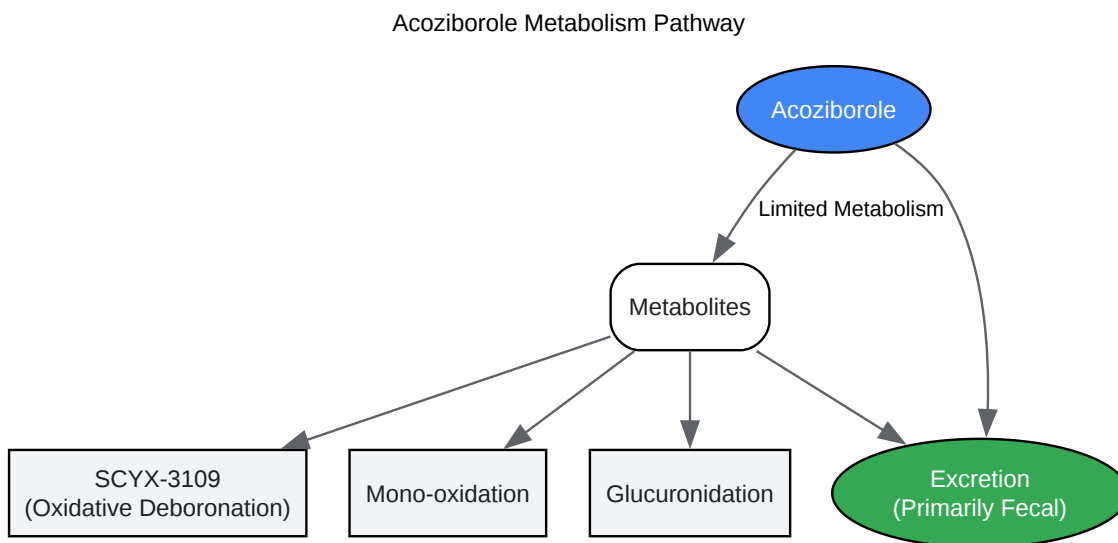 Acoziborole Metabolism Pathway
Acoziborole
Limited Metabolism
Metabolites
SCYX-3109
(Oxidative Deboronation)
Mono-oxidation
Glucuronidation
Excretion
(Primarily Fecal)